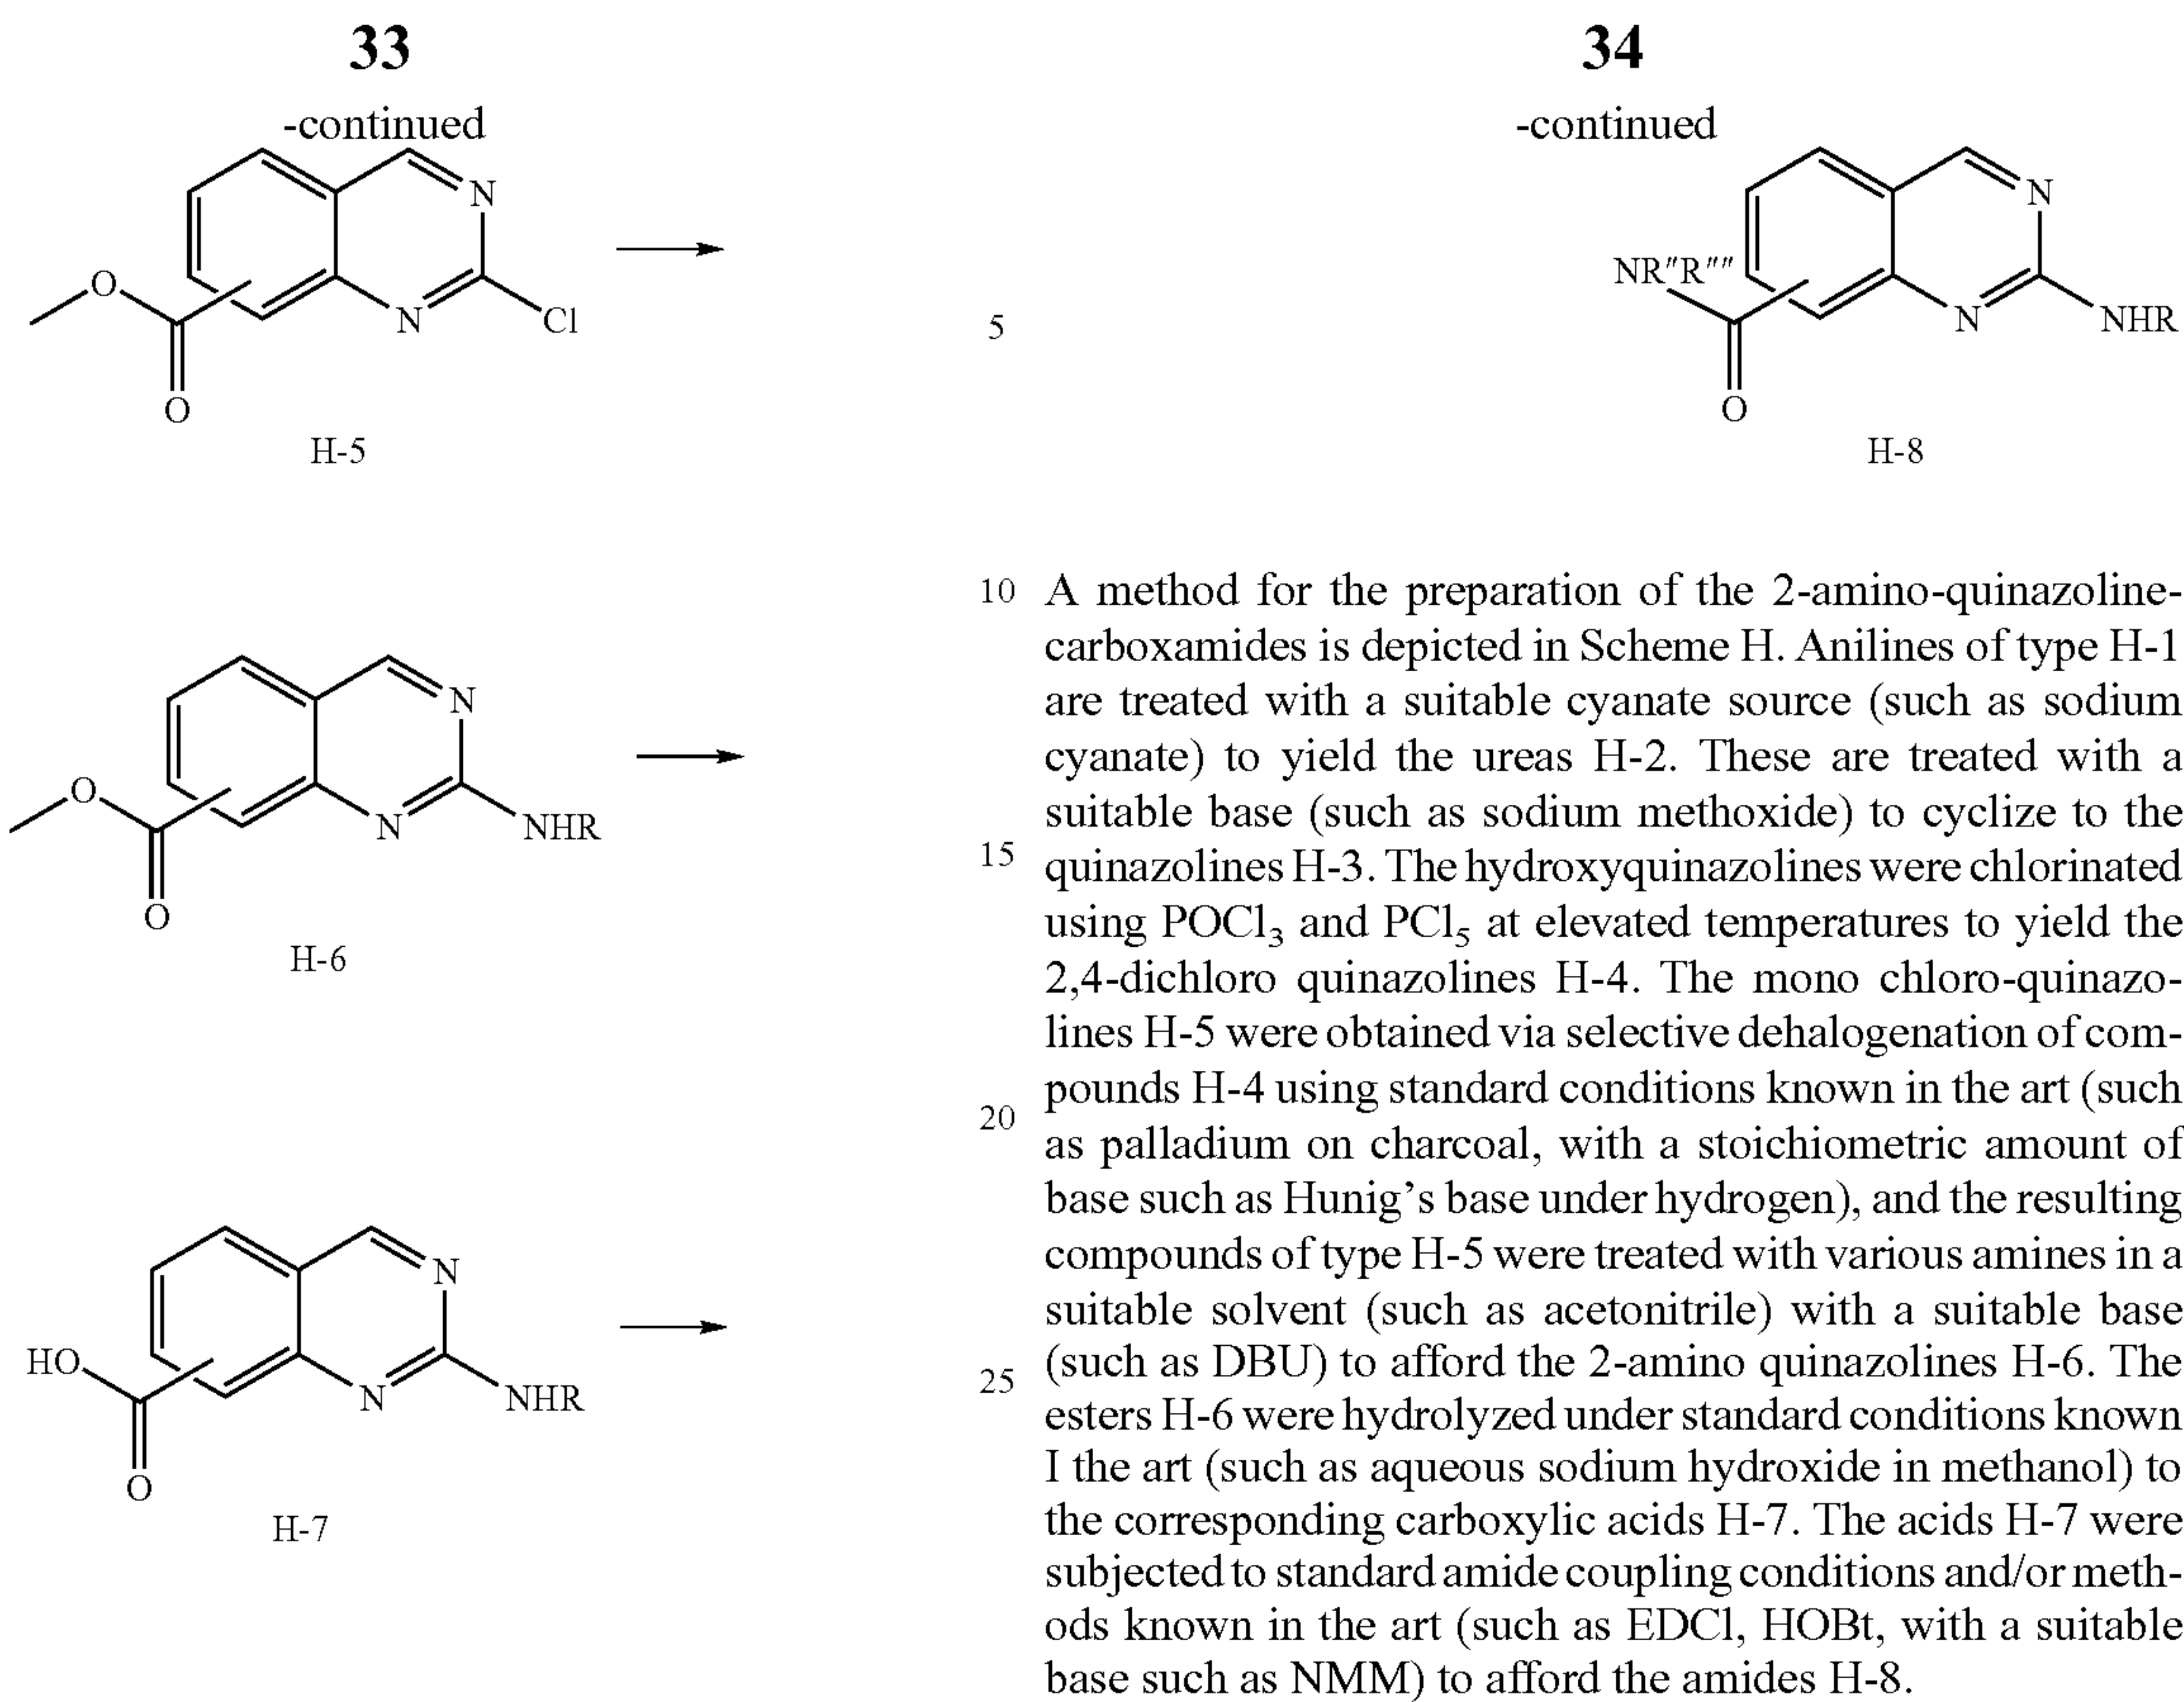 33
-continued
N
O
N
Cl
O
H-5
N
O
N
NHR
O
H-6
N
HO
N
NHR
O
H-7
34
-continued
N
NR"R""
N
NHR
O
H-8
5
10
15
20
25
A method for the preparation of the 2-amino-quinazoline-
carboxamides is depicted in Scheme H. Anilines of type H-1
are treated with a suitable cyanate source (such as sodium
cyanate) to yield the ureas H-2. These are treated with a
suitable base (such as sodium methoxide) to cyclize to the
quinazolines H-3. The hydroxyquinazolines were chlorinated
using POCl₃ and PCl₅ at elevated temperatures to yield the
2,4-dichloro quinazolines H-4. The mono chloro-quinazo-
lines H-5 were obtained via selective dehalogenation of com-
pounds H-4 using standard conditions known in the art (such
as palladium on charcoal, with a stoichiometric amount of
base such as Hunig's base under hydrogen), and the resulting
compounds of type H-5 were treated with various amines in a
suitable solvent (such as acetonitrile) with a suitable base
(such as DBU) to afford the 2-amino quinazolines H-6. The
esters H-6 were hydrolyzed under standard conditions known
I the art (such as aqueous sodium hydroxide in methanol) to
the corresponding carboxylic acids H-7. The acids H-7 were
subjected to standard amide coupling conditions and/or meth-
ods known in the art (such as EDCl, HOBt, with a suitable
base such as NMM) to afford the amides H-8.